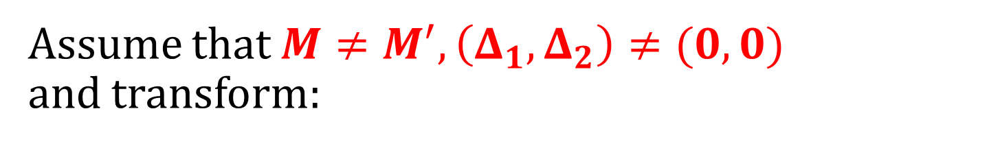 Assume that M ≠ M′, (Δ₁, Δ₂) ≠ (0, 0)
and transform: